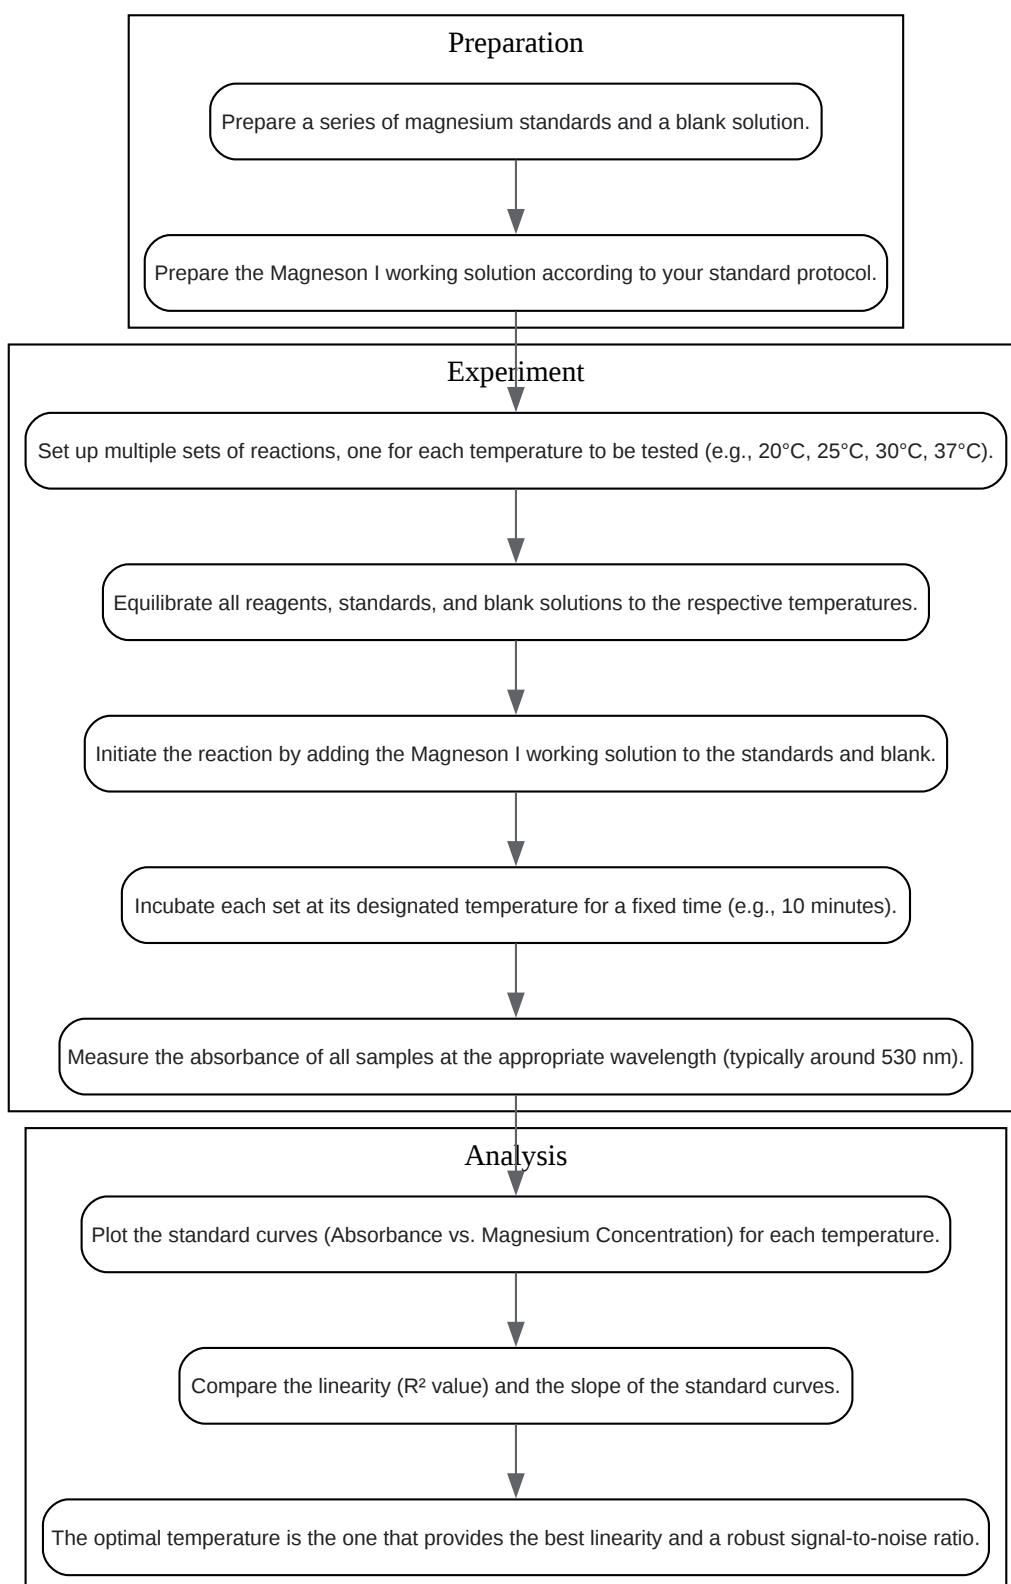 Preparation
Prepare a series of magnesium standards and a blank solution.
Prepare the Magneson I working solution according to your standard protocol.
Experiment
Set up multiple sets of reactions, one for each temperature to be tested (e.g., 20°C, 25°C, 30°C, 37°C).
Equilibrate all reagents, standards, and blank solutions to the respective temperatures.
Initiate the reaction by adding the Magneson I working solution to the standards and blank.
Incubate each set at its designated temperature for a fixed time (e.g., 10 minutes).
Measure the absorbance of all samples at the appropriate wavelength (typically around 530 nm).
Analysis
Plot the standard curves (Absorbance vs. Magnesium Concentration) for each temperature.
Compare the linearity (R² value) and the slope of the standard curves.
The optimal temperature is the one that provides the best linearity and a robust signal-to-noise ratio.